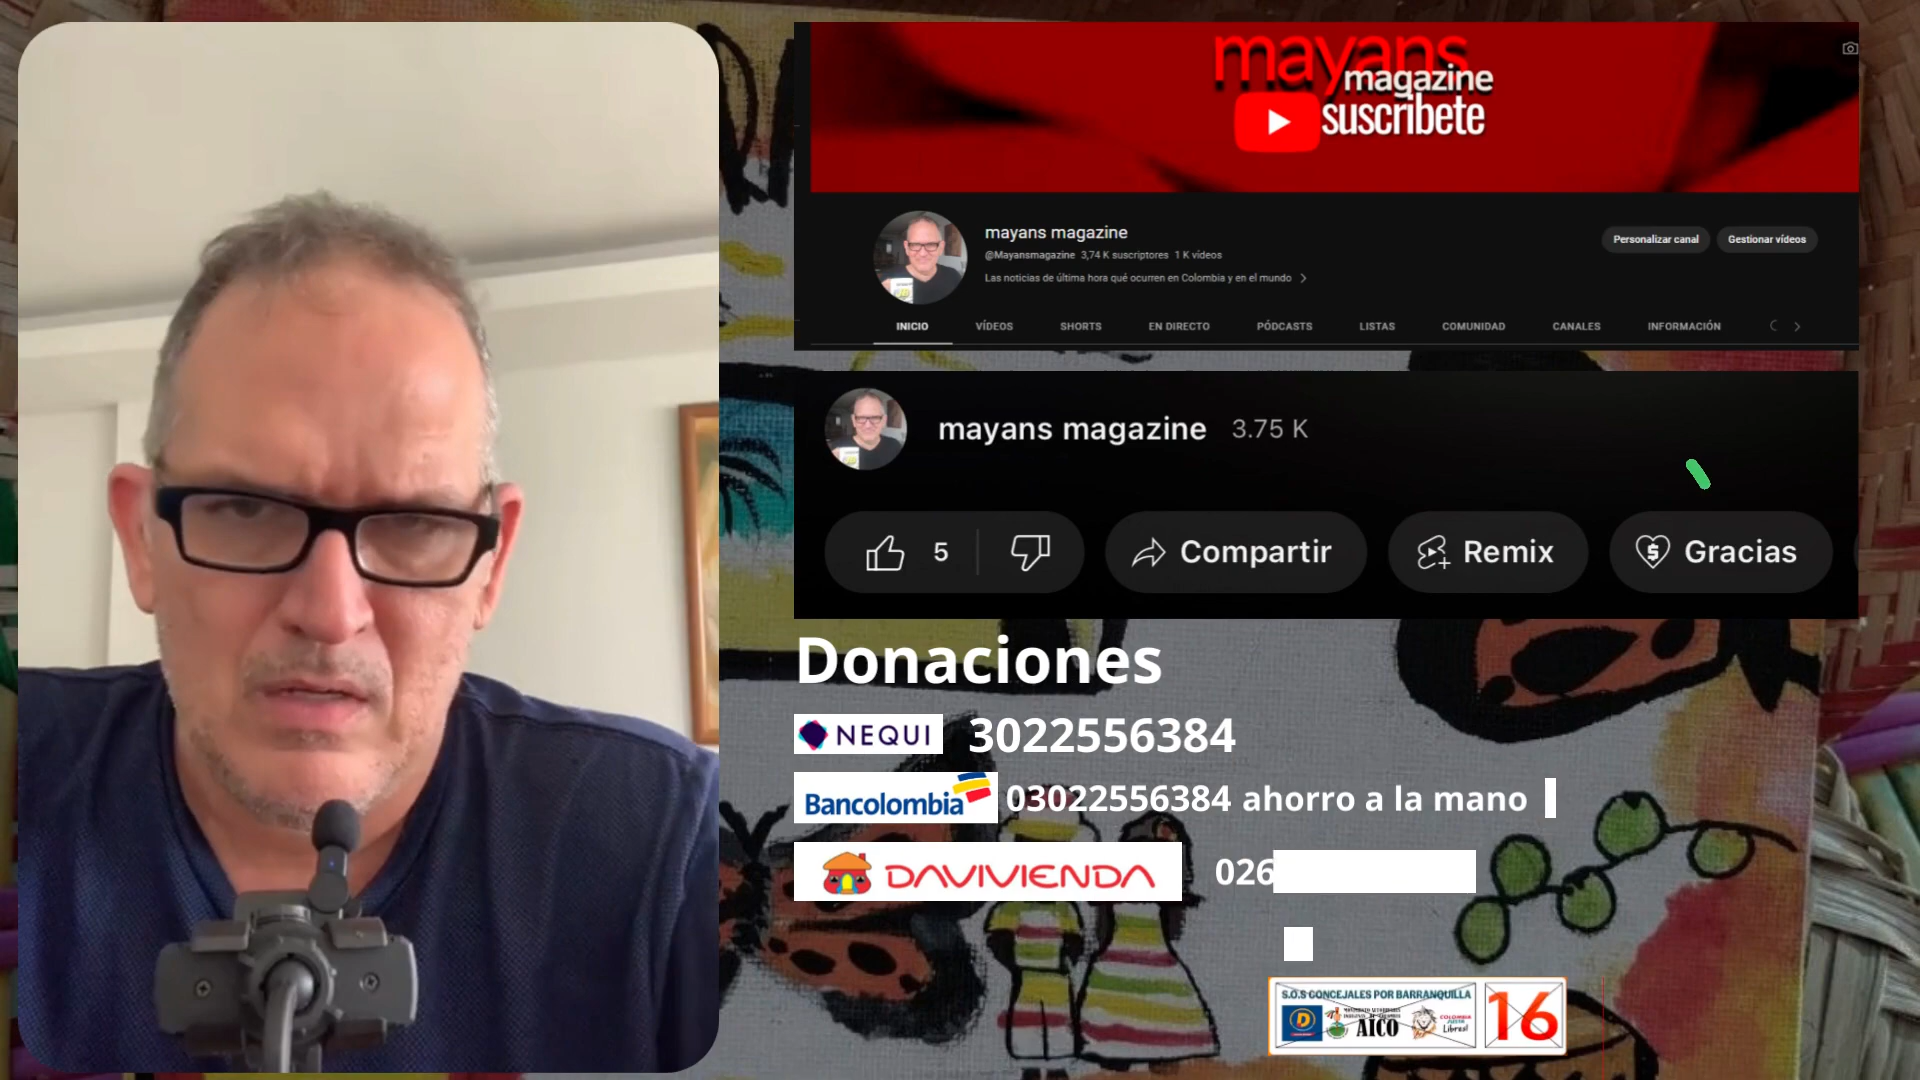 mayans
magazine
suscribete
mayans magazine
@Mayansmagazine 3,74 K suscriptores 1 K vídeos
Las noticias de última hora qué ocurren en Colombia y en el mundo
Personalizar canal
Gestionar vídeos
INICIO VÍDEOS SHORTS EN DIRECTO PÓDCASTS LISTAS COMUNIDAD CANALES INFORMACIÓN
mayans magazine 3.75 K
5 Compartir Remix Gracias
Donaciones
NEQUI 3022556384
Bancolombia 03022556384 ahorro a la mano
DAVIVIENDA 026
S.O.S CONCEJALES POR BARRANQUILLA
AICO
COLOMBIA
JUSTA
Libres!
16